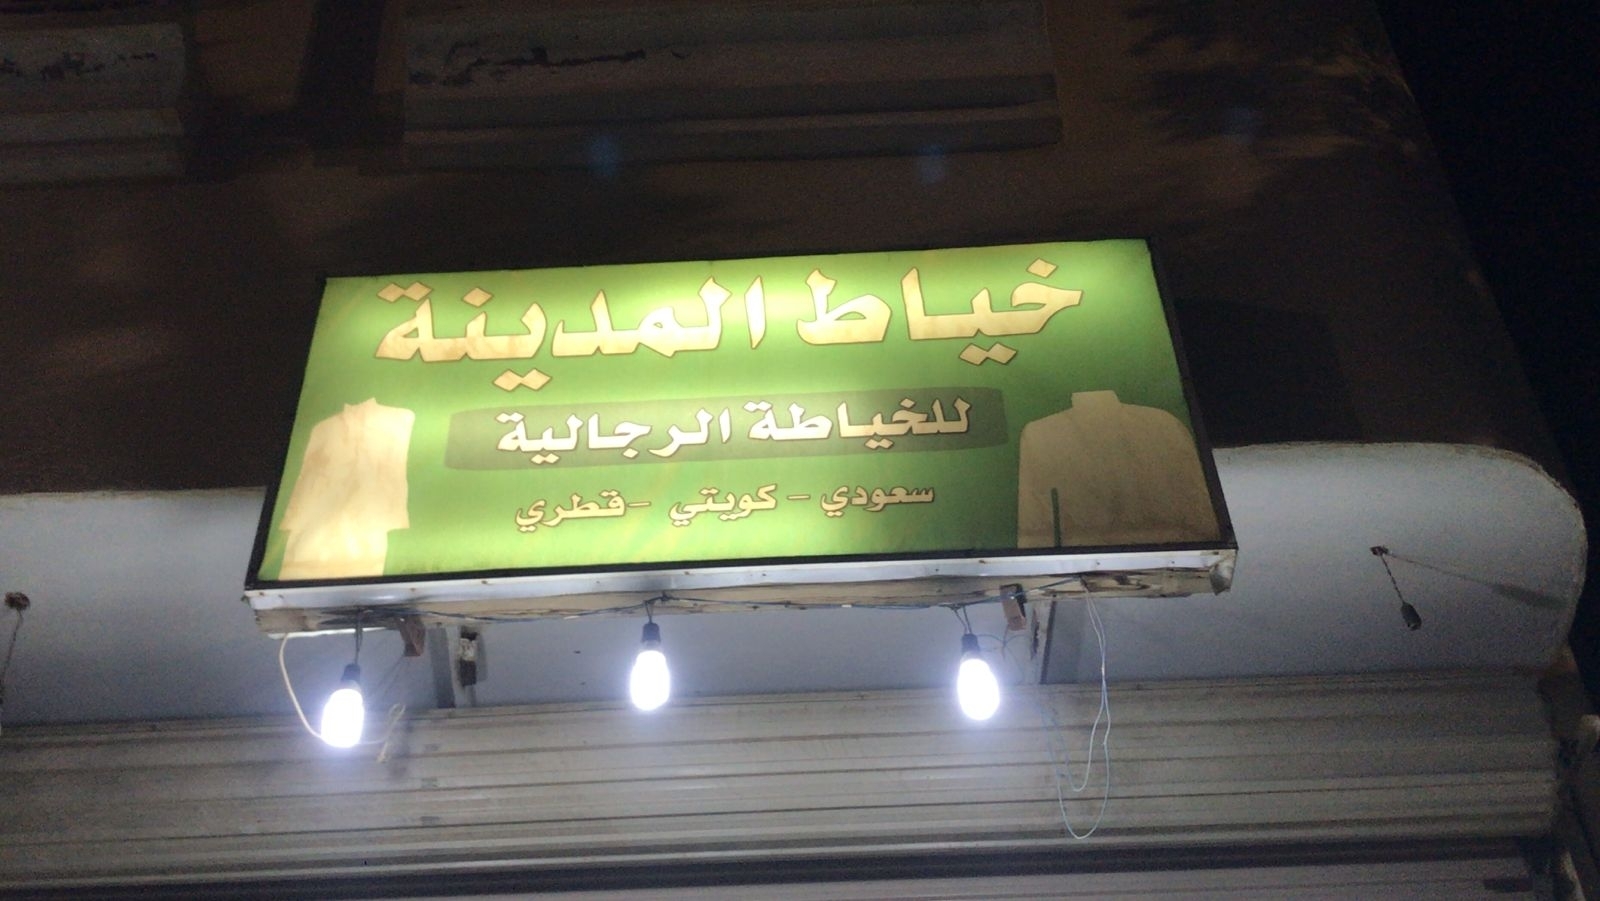 خياط المدينة
للخياطة الرجالية
سعودي - كويتي - قطري